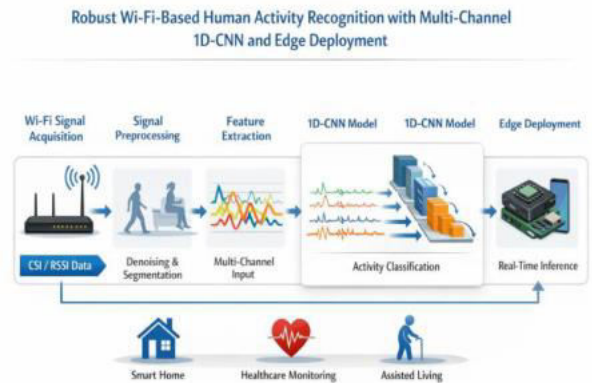 Robust Wi-Fi-Based Human Activity Recognition with Multi-Channel
1D-CNN and Edge Deployment
Wi-Fi Signal
Acquisition
Signal
Preprocessing
Feature
Extraction
1D-CNN Model
1D-CNN Model
Edge Deployment
CSI / RSSI Data
Denoising &
Segmentation
Multi-Channel
Input
Activity Classification
Real-Time Inference
Smart Home
Healthcare Monitoring
Assisted Living